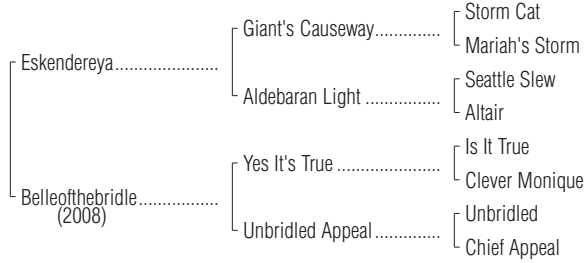 Storm Cat
Giant's Causeway..............
Mariah's Storm
Eskendereya......................
Seattle Slew
Aldebaran Light ................
Altair
Is It True
Yes It's True ......................
Clever Monique
Belleofthebridle.................
(2008)
Unbridled
Unbridled Appeal..............
Chief Appeal